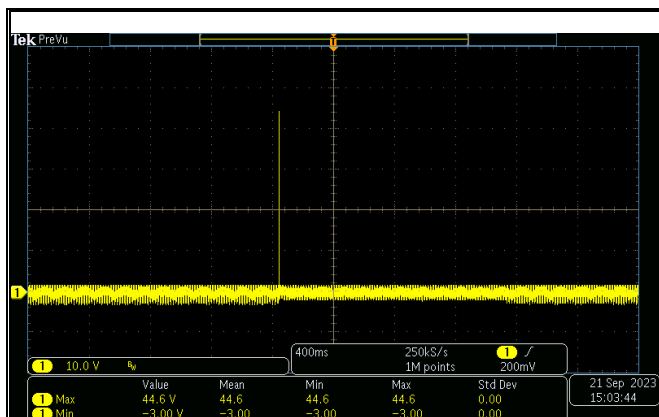 Tek PreVu
T
1
400ms 250kS/s 1 200mV
1M points
1 10.0 V BW
Value Mean Min Max Std Dev
1 Max 44.6 V 44.6 44.6 44.6 0.00
1 Min -3.00 V -3.00 -3.00 -3.00 0.00
21 Sep 2023
15:03:44